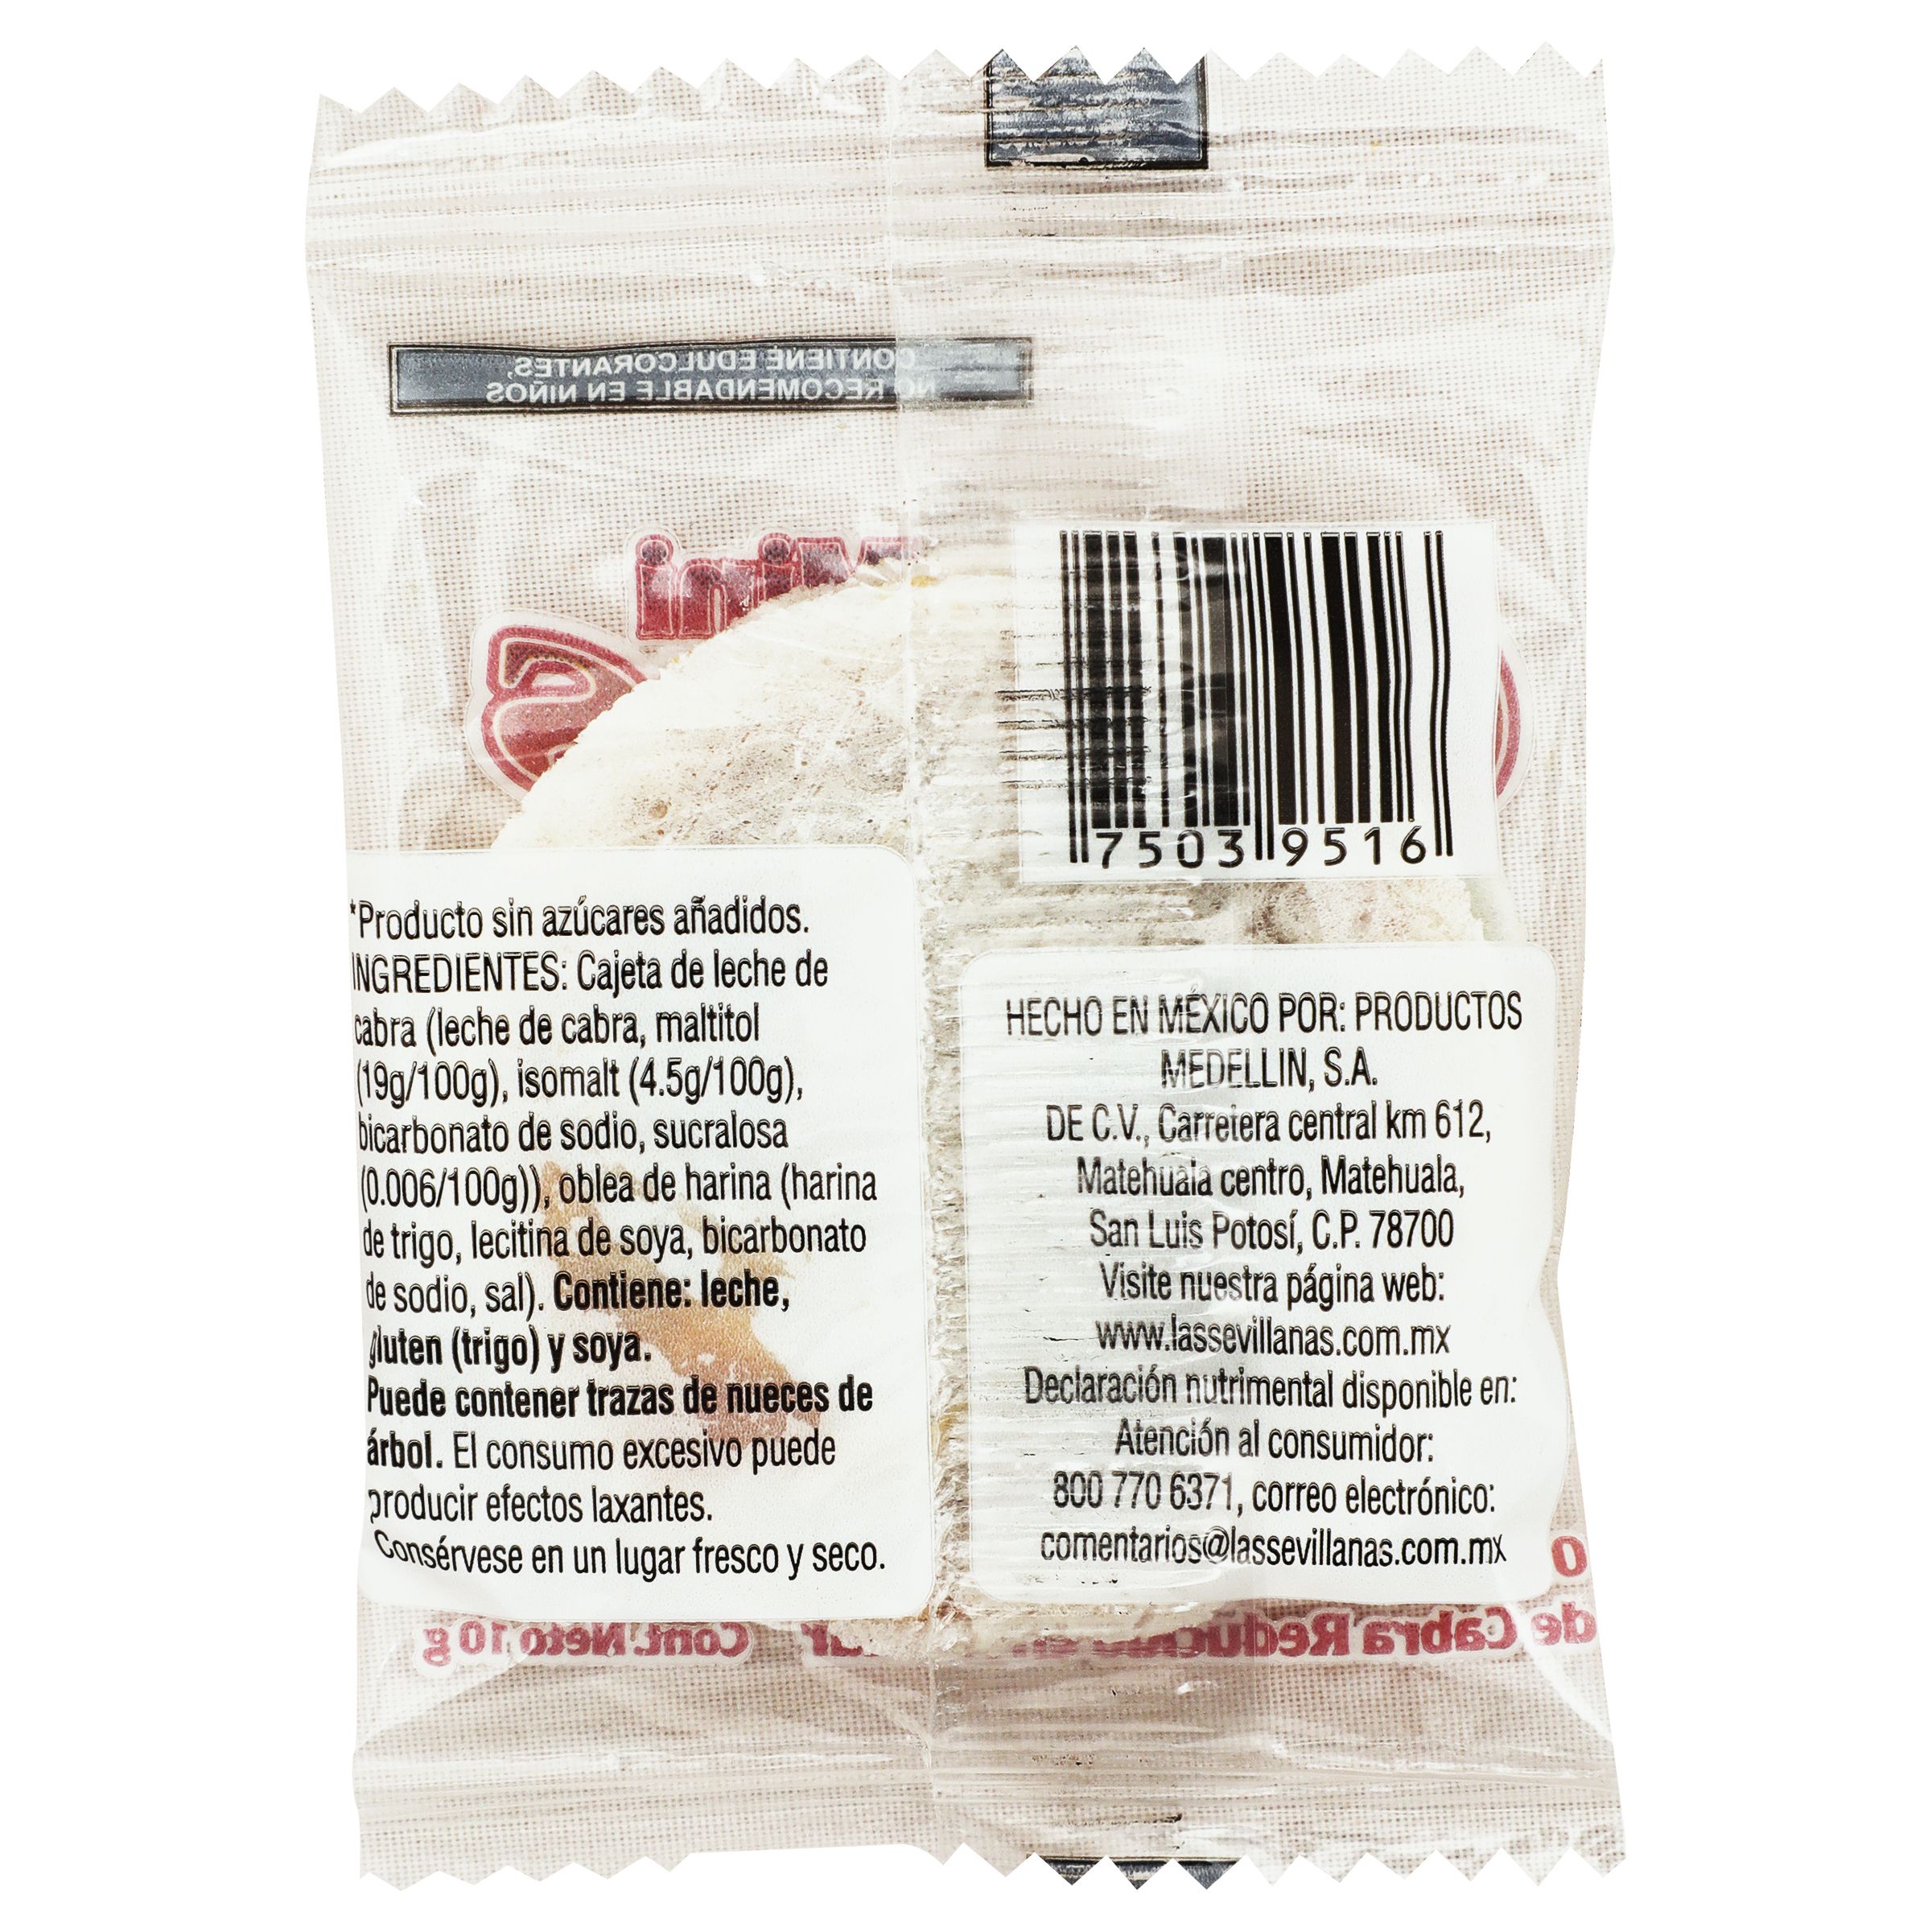 CONTIENE EDULCORANTES,
NO RECOMENDABLE EN NIÑOS
Mini
7503 9516
*Producto sin azúcares añadidos.
INGREDIENTES: Cajeta de leche de
cabra (leche de cabra, maltitol
(19g/100g), isomalt (4.5g/100g),
bicarbonato de sodio, sucralosa
(0.006/100g)), oblea de harina (harina
de trigo, lecitina de soya, bicarbonato
de sodio, sal). Contiene: leche,
gluten (trigo) y soya.
Puede contener trazas de nueces de
árbol. El consumo excesivo puede
producir efectos laxantes.
Consérvese en un lugar fresco y seco.
HECHO EN MÉXICO POR: PRODUCTOS
MEDELLIN, S.A.
DE C.V., Carretera central km 612,
Matehuala centro, Matehuala,
San Luis Potosí, C.P. 78700
Visite nuestra página web:
www.lassevillanas.com.mx
Declaración nutrimental disponible en:
Atención al consumidor:
800 770 6371, correo electrónico:
comentarios@lassevillanas.com.mx
de Cabra
Cont. Neto 10 g